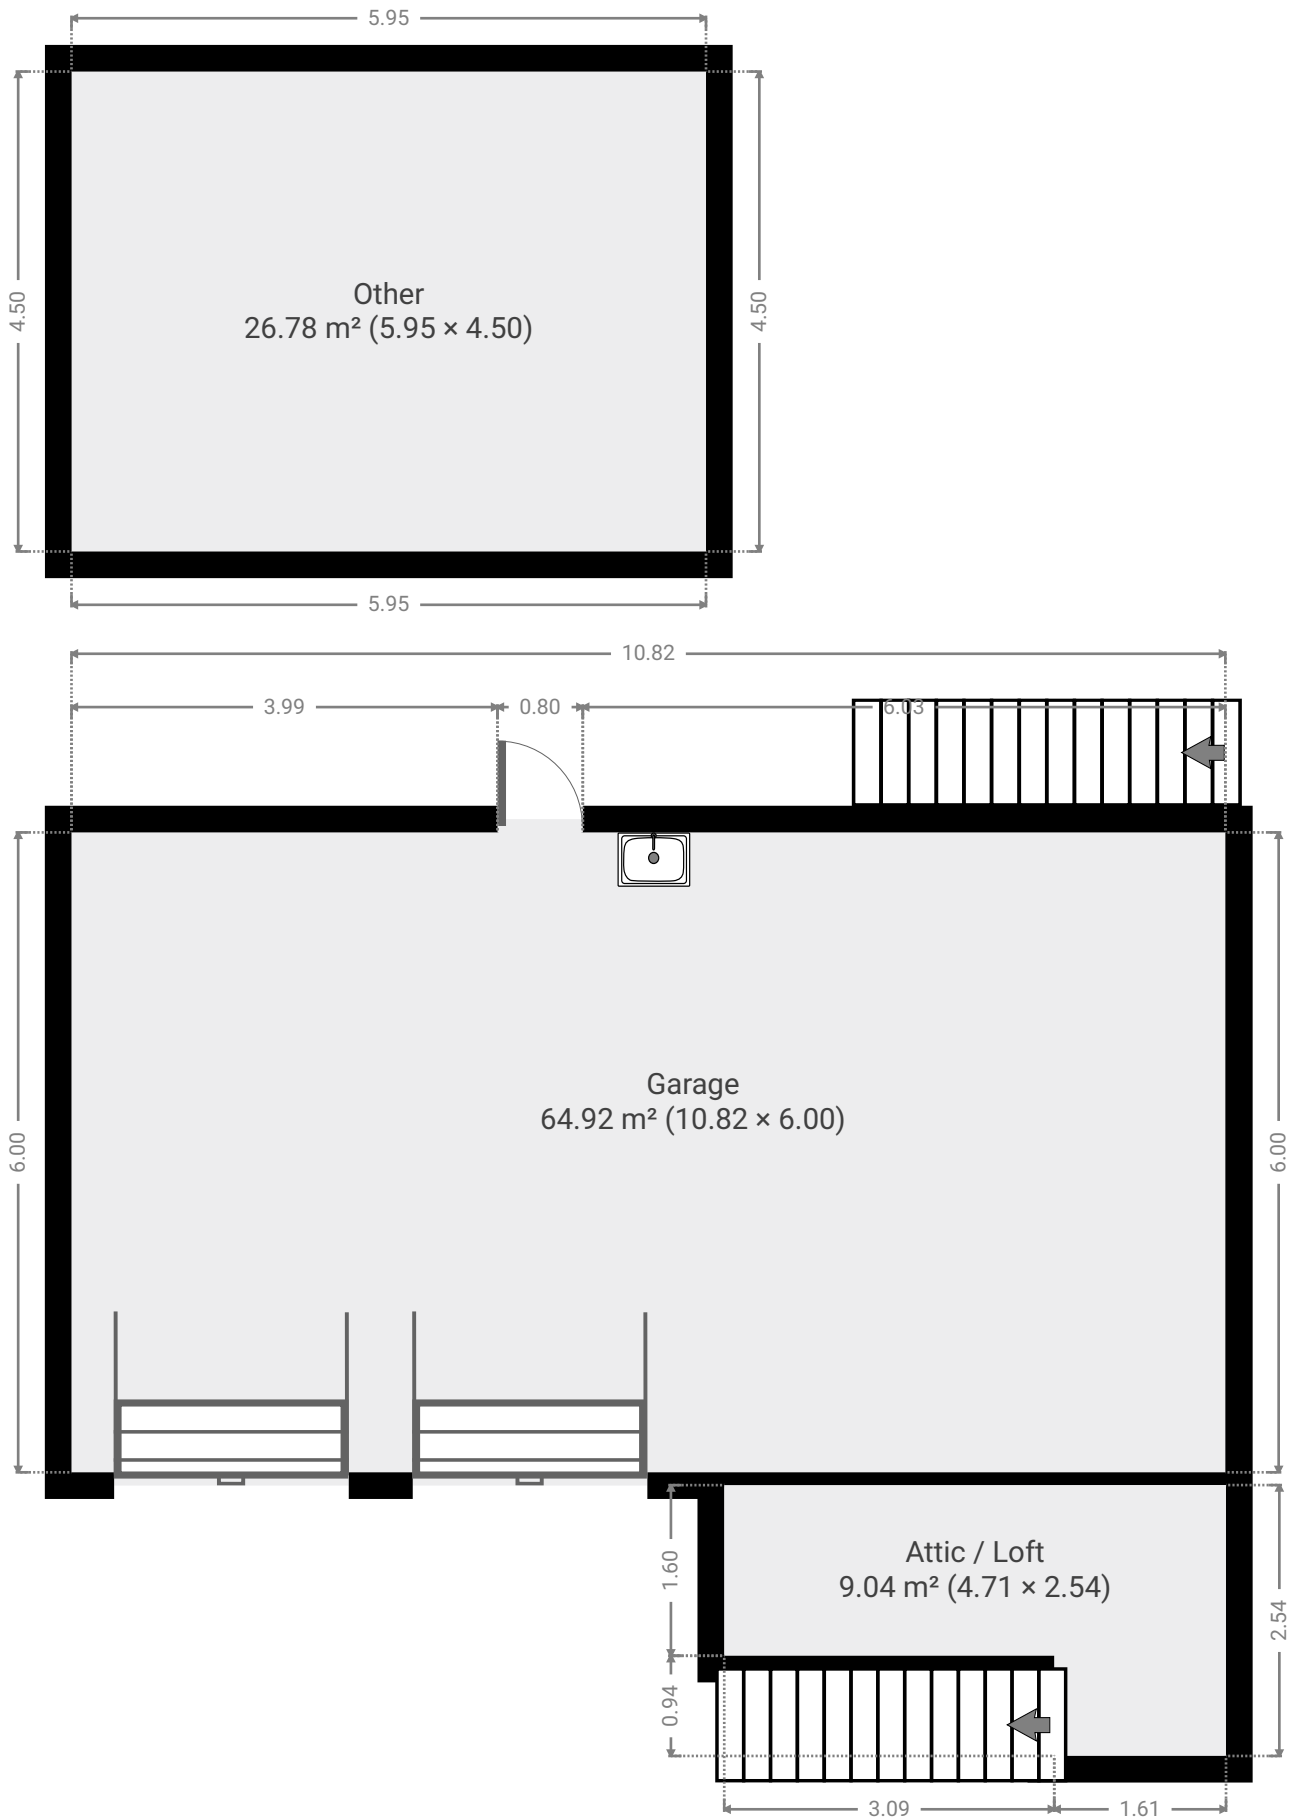 5.95
4.50
4.50
Other
26.78 m² (5.95 × 4.50)
5.95
10.82
3.99
0.80
6.03
Garage
64.92 m² (10.82 × 6.00)
6.00
6.00
Attic / Loft
9.04 m² (4.71 × 2.54)
1.60
2.54
0.94
3.09
1.61